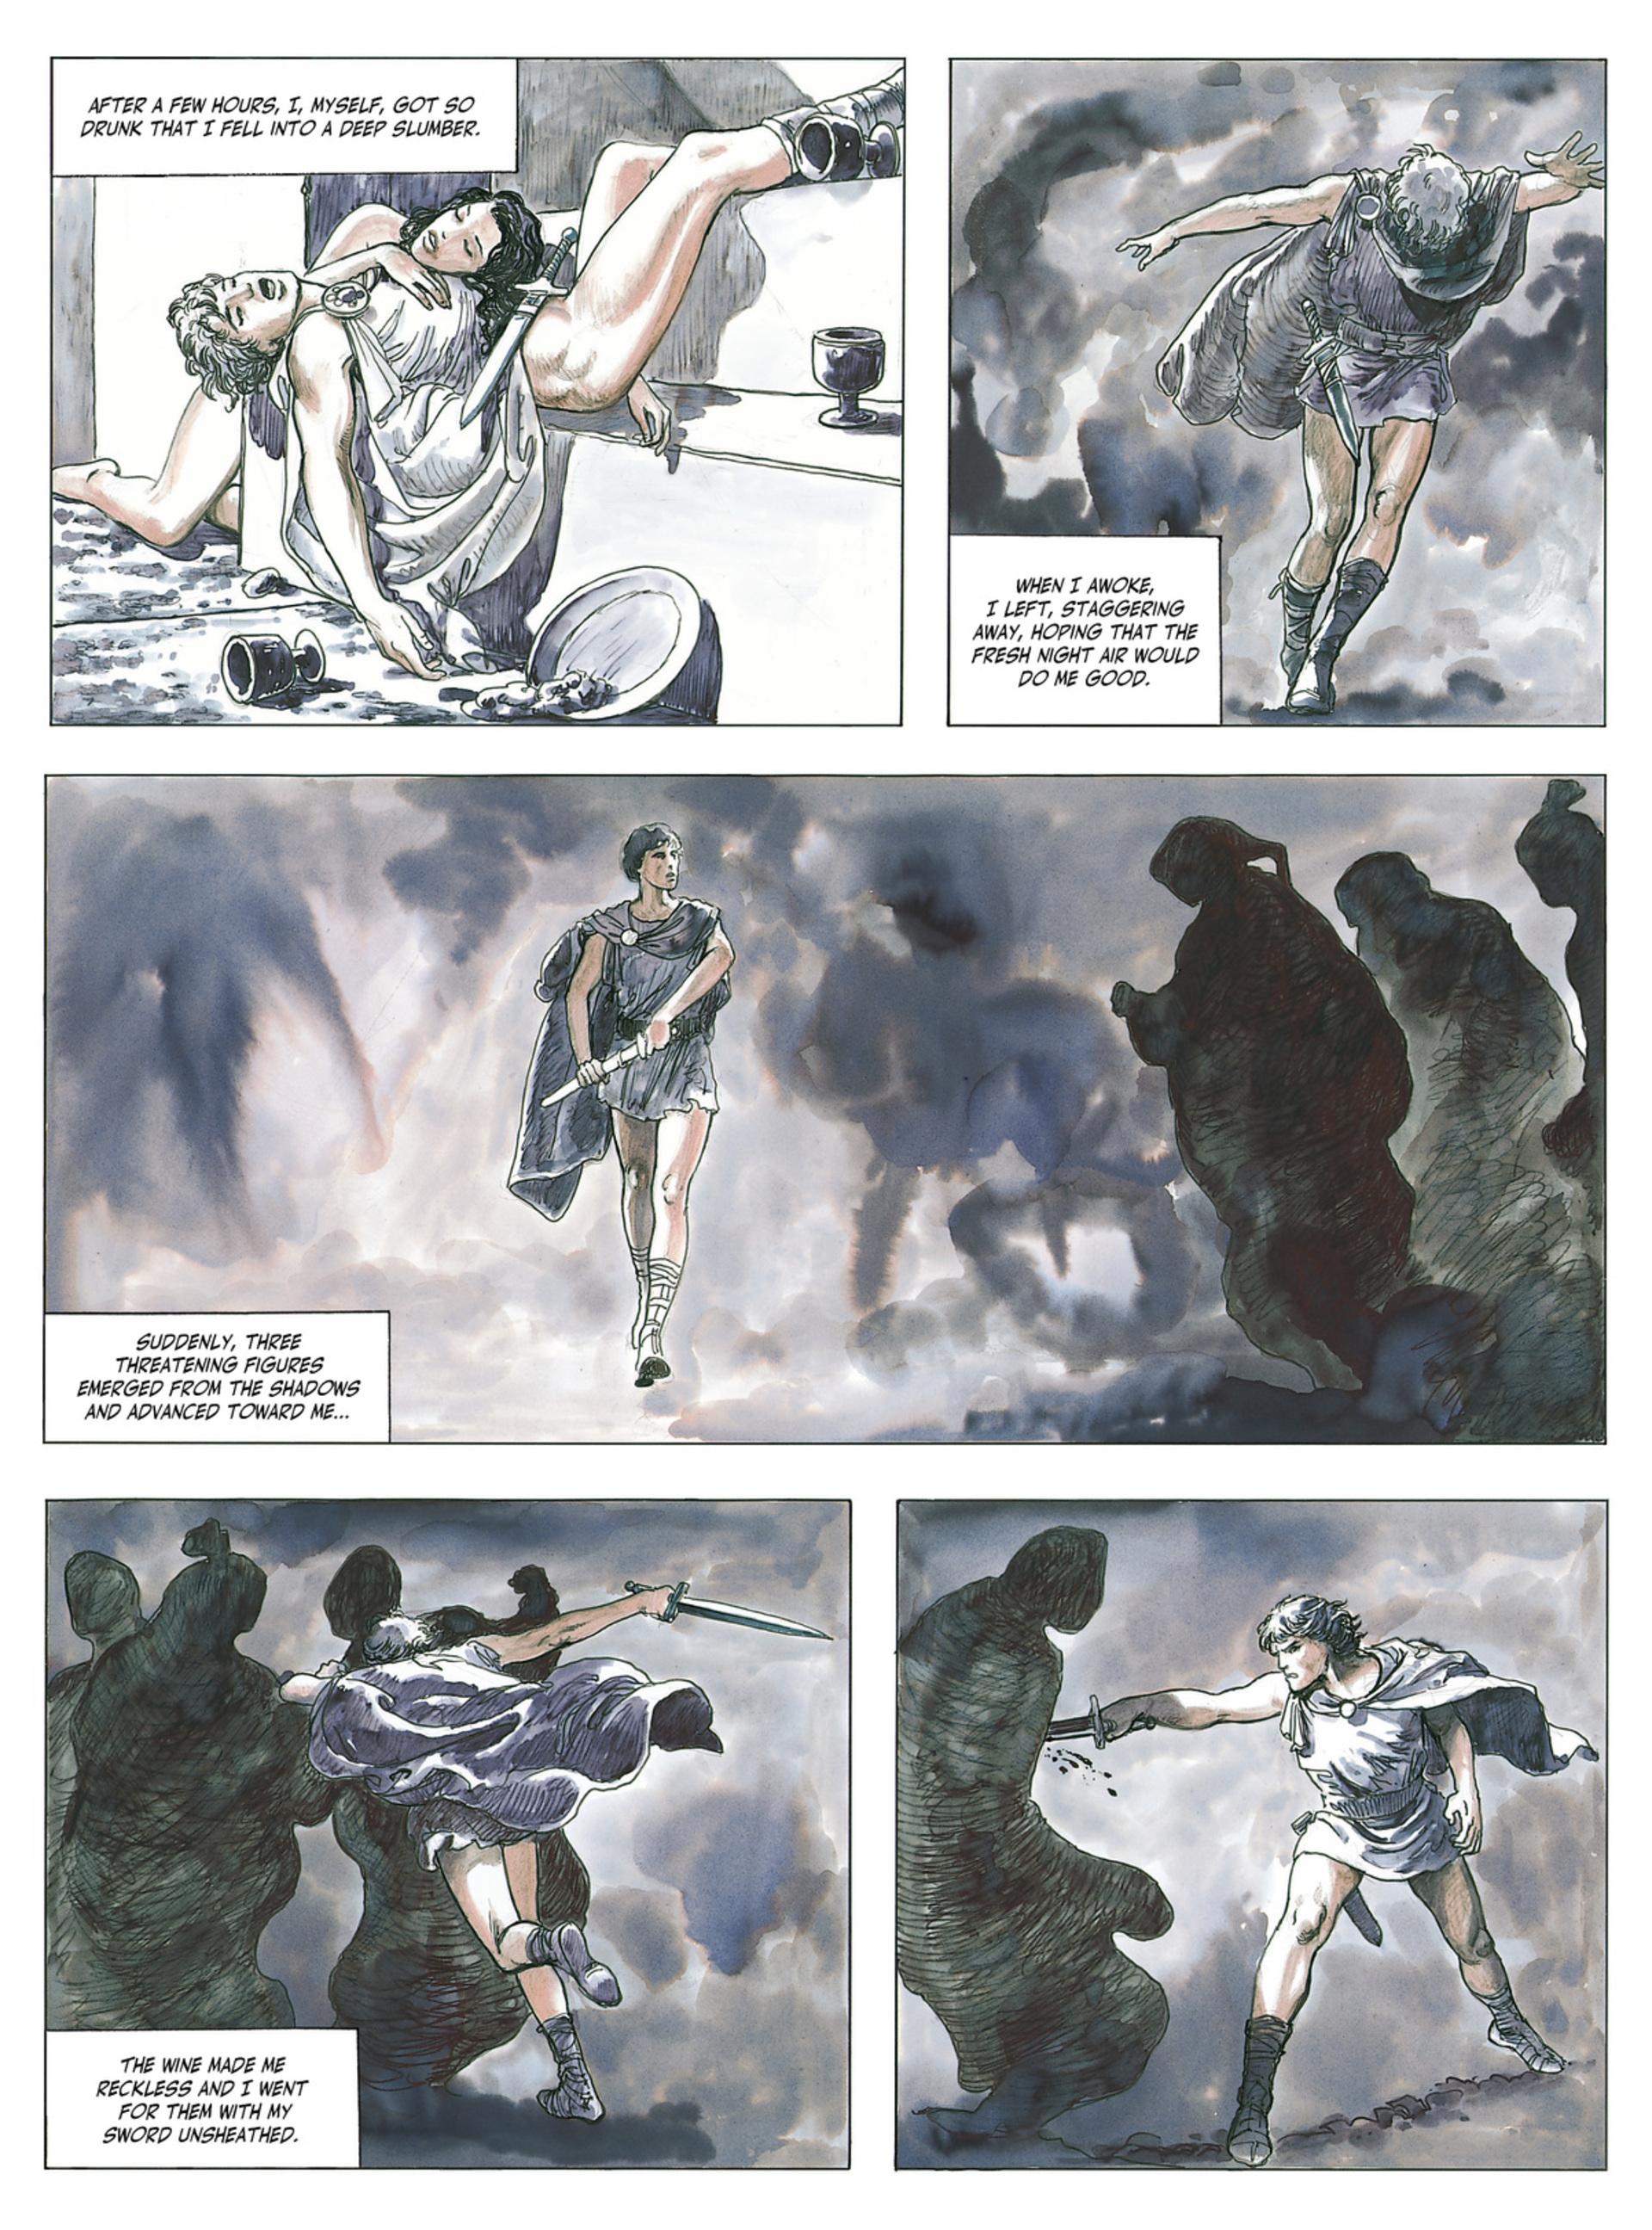 AFTER A FEW HOURS, I, MYSELF, GOT SO
DRUNK THAT I FELL INTO A DEEP SLUMBER.
WHEN I AWOKE,
I LEFT, STAGGERING
AWAY, HOPING THAT THE
FRESH NIGHT AIR WOULD
DO ME GOOD.
SUDDENLY, THREE
THREATENING FIGURES
EMERGED FROM THE SHADOWS
AND ADVANCED TOWARD ME...
THE WINE MADE ME
RECKLESS AND I WENT
FOR THEM WITH MY
SWORD UNSHEATHED.